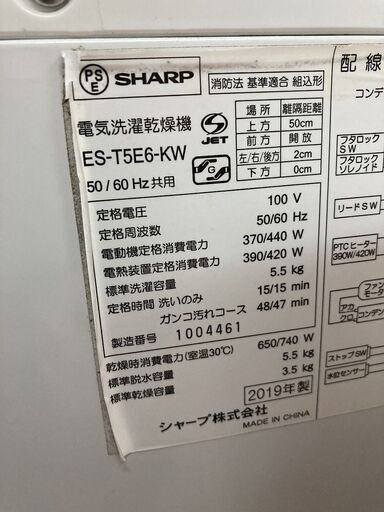 PS
E
SHARP
消防法 基準適合 組込形
電気洗濯乾燥機
ES-T5E6-KW
50/60Hz共用
JET
場所 離隔距離
上方 50cm
前方 開放
左/右/後方 2cm
下方 0cm
定格電圧 100 V
定格周波数 50/60 Hz
電動機定格消費電力 370/440 W
電熱装置定格消費電力 390/420 W
標準洗濯容量 5.5 kg
定格時間 洗いのみ 15/15 min
ガンコ汚れコース 48/47 min
製造番号 1004461
乾燥時消費電力(室温30℃) 650/740 W
標準脱水容量 5.5 kg
標準乾燥容量 3.5 kg
2019年製
シャープ株式会社
MADE IN CHINA
配線
コンデ
フタロック
SW
フタロック
ソレノイド
リードSW
PTCヒーター
390W/420W
ファン
モータ
アカ
クロ
コンデン
ストップSW
水位センサー